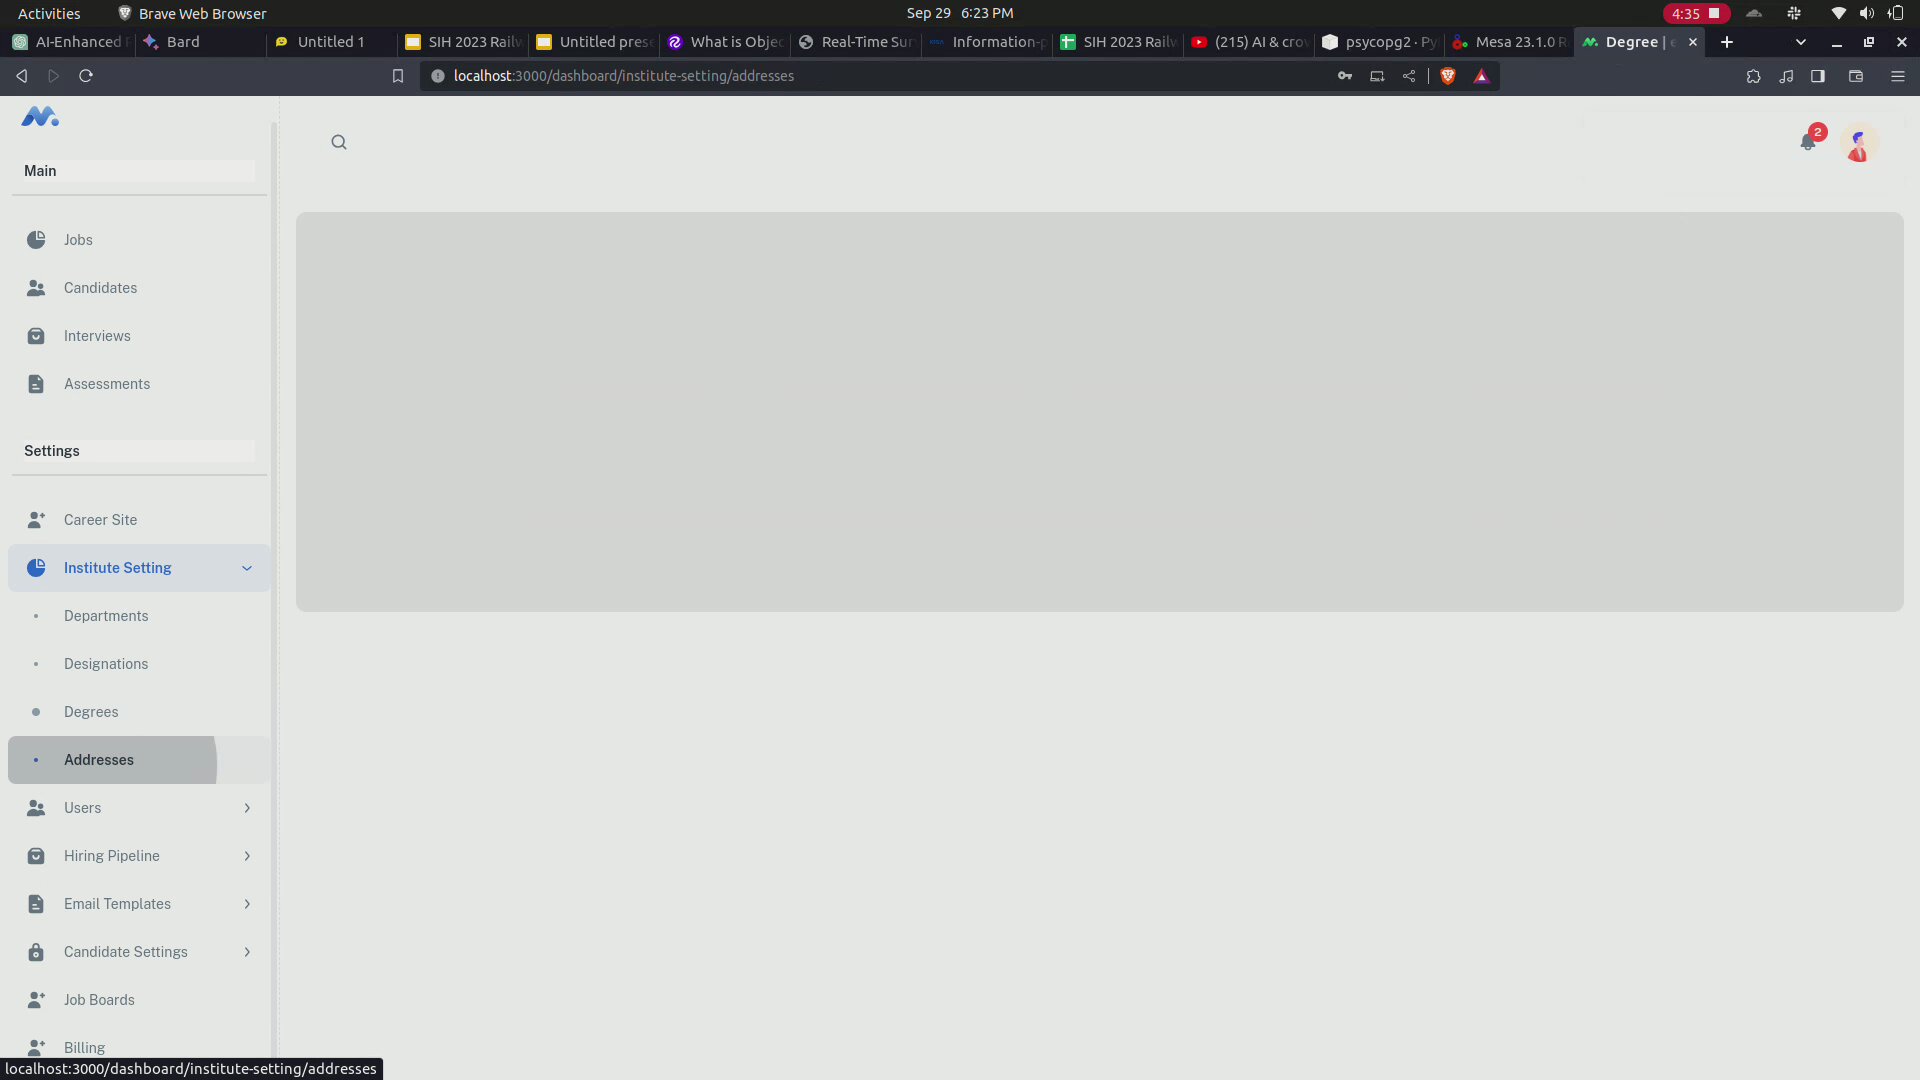 Activities Brave Web Browser Sep 29 6:23 PM 4:35
AI-Enhanced Bard Untitled 1 SIH 2023 Railw Untitled prese What is Objec Real-Time Sur Information-p SIH 2023 Railw (215) AI & crow psycopg2 · Py Mesa 23.1.0 R Degree |
localhost:3000/dashboard/institute-setting/addresses
2
Main
Jobs
Candidates
Interviews
Assessments
Settings
Career Site
Institute Setting
Departments
Designations
Degrees
Addresses
Users
Hiring Pipeline
Email Templates
Candidate Settings
Job Boards
Billing
localhost:3000/dashboard/institute-setting/addresses